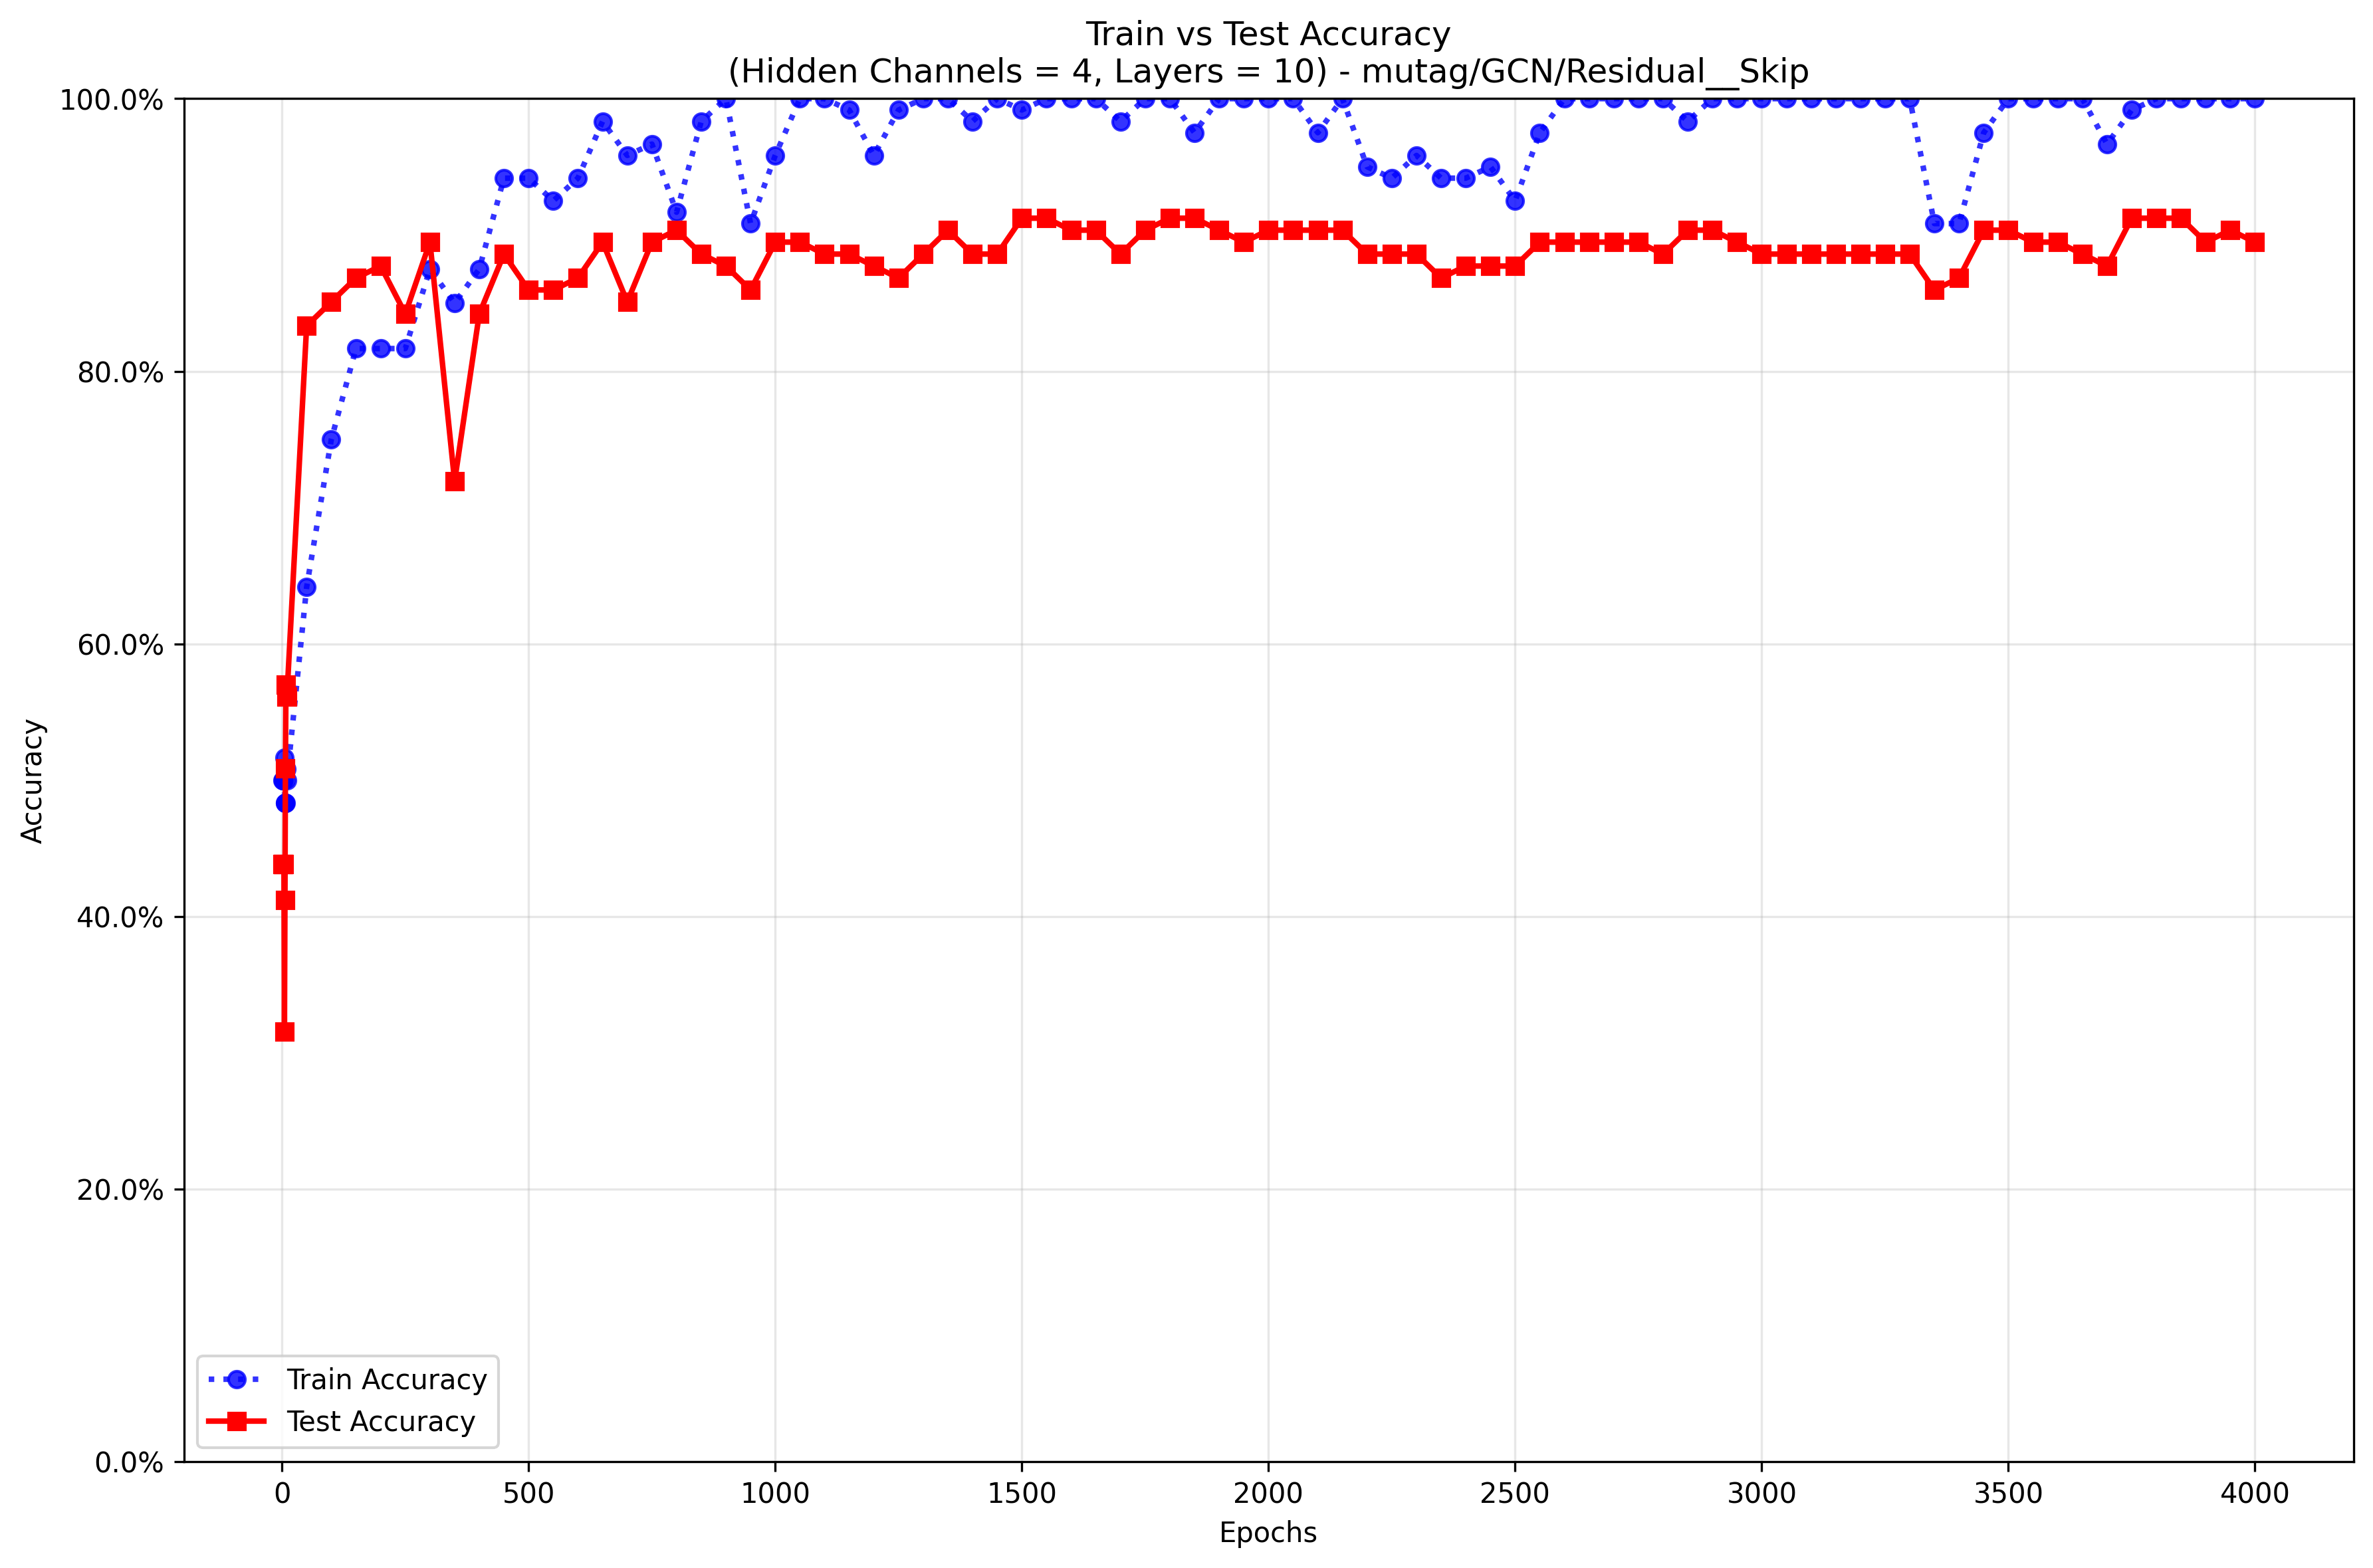 Train vs Test Accuracy
(Hidden Channels = 4, Layers = 10) - mutag/GCN/Residual__Skip
100.0%
80.0%
60.0%
40.0%
20.0%
0.0%
Accuracy
Train Accuracy
Test Accuracy
0 500 1000 1500 2000 2500 3000 3500 4000
Epochs